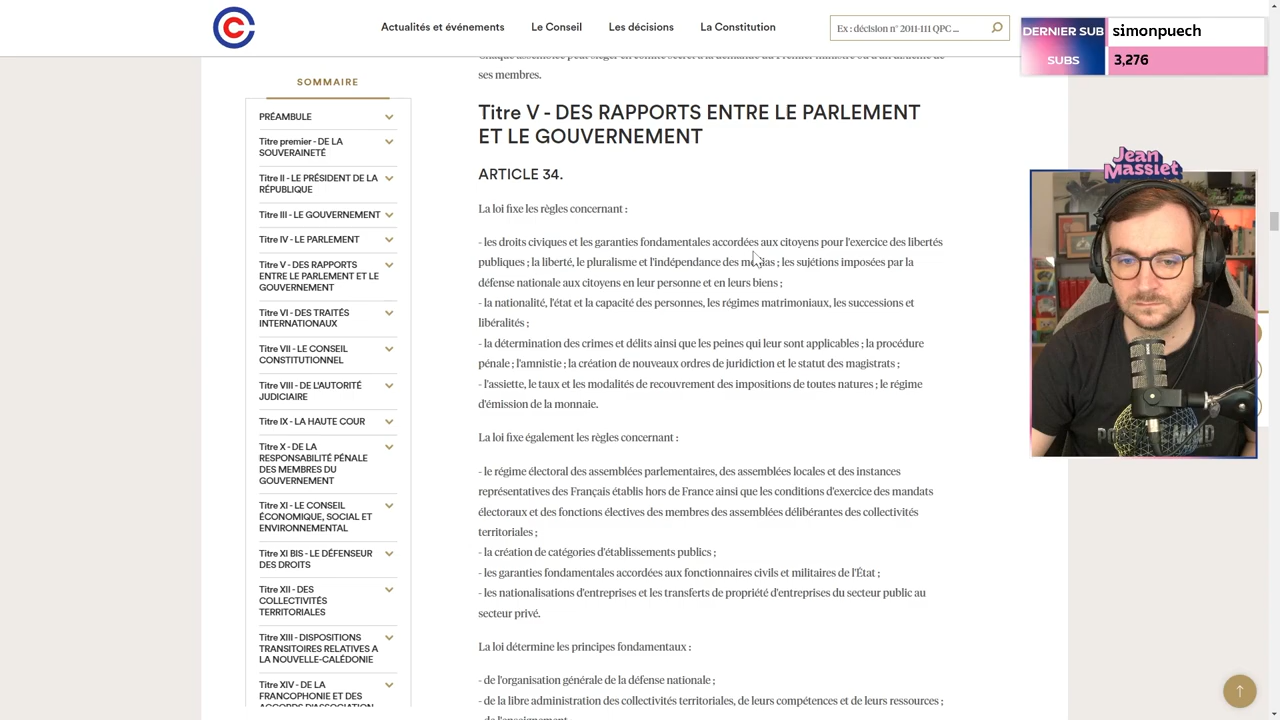 Actualités et événements
Le Conseil
Les décisions
La Constitution
Ex : décision n° 2011-111 QPC ...
DERNIER SUB
simonpuech
SUBS
3,276
SOMMAIRE
PRÉAMBULE
Titre premier - DE LA
SOUVERAINETÉ
Titre II - LE PRÉSIDENT DE LA
RÉPUBLIQUE
Titre III - LE GOUVERNEMENT
Titre IV - LE PARLEMENT
Titre V - DES RAPPORTS
ENTRE LE PARLEMENT ET LE
GOUVERNEMENT
Titre VI - DES TRAITÉS
INTERNATIONAUX
Titre VII - LE CONSEIL
CONSTITUTIONNEL
Titre VIII - DE L'AUTORITÉ
JUDICIAIRE
Titre IX - LA HAUTE COUR
Titre X - DE LA
RESPONSABILITÉ PÉNALE
DES MEMBRES DU
GOUVERNEMENT
Titre XI - LE CONSEIL
ÉCONOMIQUE, SOCIAL ET
ENVIRONNEMENTAL
Titre XI BIS - LE DÉFENSEUR
DES DROITS
Titre XII - DES
COLLECTIVITÉS
TERRITORIALES
Titre XIII - DISPOSITIONS
TRANSITOIRES RELATIVES A
LA NOUVELLE-CALÉDONIE
Titre XIV - DE LA
FRANCOPHONIE ET DES
ACCORDS D'ASSOCIATION
ses membres.
Titre V - DES RAPPORTS ENTRE LE PARLEMENT
ET LE GOUVERNEMENT
ARTICLE 34.
La loi fixe les règles concernant :
- les droits civiques et les garanties fondamentales accordées aux citoyens pour l'exercice des libertés
publiques ; la liberté, le pluralisme et l'indépendance des médias ; les sujétions imposées par la
défense nationale aux citoyens en leur personne et en leurs biens ;
- la nationalité, l'état et la capacité des personnes, les régimes matrimoniaux, les successions et
libéralités ;
- la détermination des crimes et délits ainsi que les peines qui leur sont applicables ; la procédure
pénale ; l'amnistie ; la création de nouveaux ordres de juridiction et le statut des magistrats ;
- l'assiette, le taux et les modalités de recouvrement des impositions de toutes natures ; le régime
d'émission de la monnaie.
La loi fixe également les règles concernant :
- le régime électoral des assemblées parlementaires, des assemblées locales et des instances
représentatives des Français établis hors de France ainsi que les conditions d'exercice des mandats
électoraux et des fonctions électives des membres des assemblées délibérantes des collectivités
territoriales ;
- la création de catégories d'établissements publics ;
- les garanties fondamentales accordées aux fonctionnaires civils et militaires de l'État ;
- les nationalisations d'entreprises et les transferts de propriété d'entreprises du secteur public au
secteur privé.
La loi détermine les principes fondamentaux :
- de l'organisation générale de la défense nationale ;
- de la libre administration des collectivités territoriales, de leurs compétences et de leurs ressources ;
- de l'enseignement
Jean
Massiet